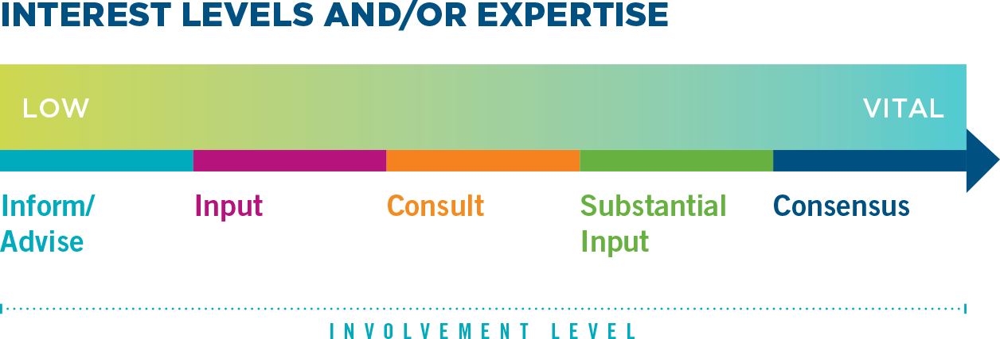 INTEREST LEVELS AND/OR EXPERTISE
LOW
VITAL
Inform/
Advise
Input
Consult
Substantial
Input
Consensus
INVOLVEMENT LEVEL